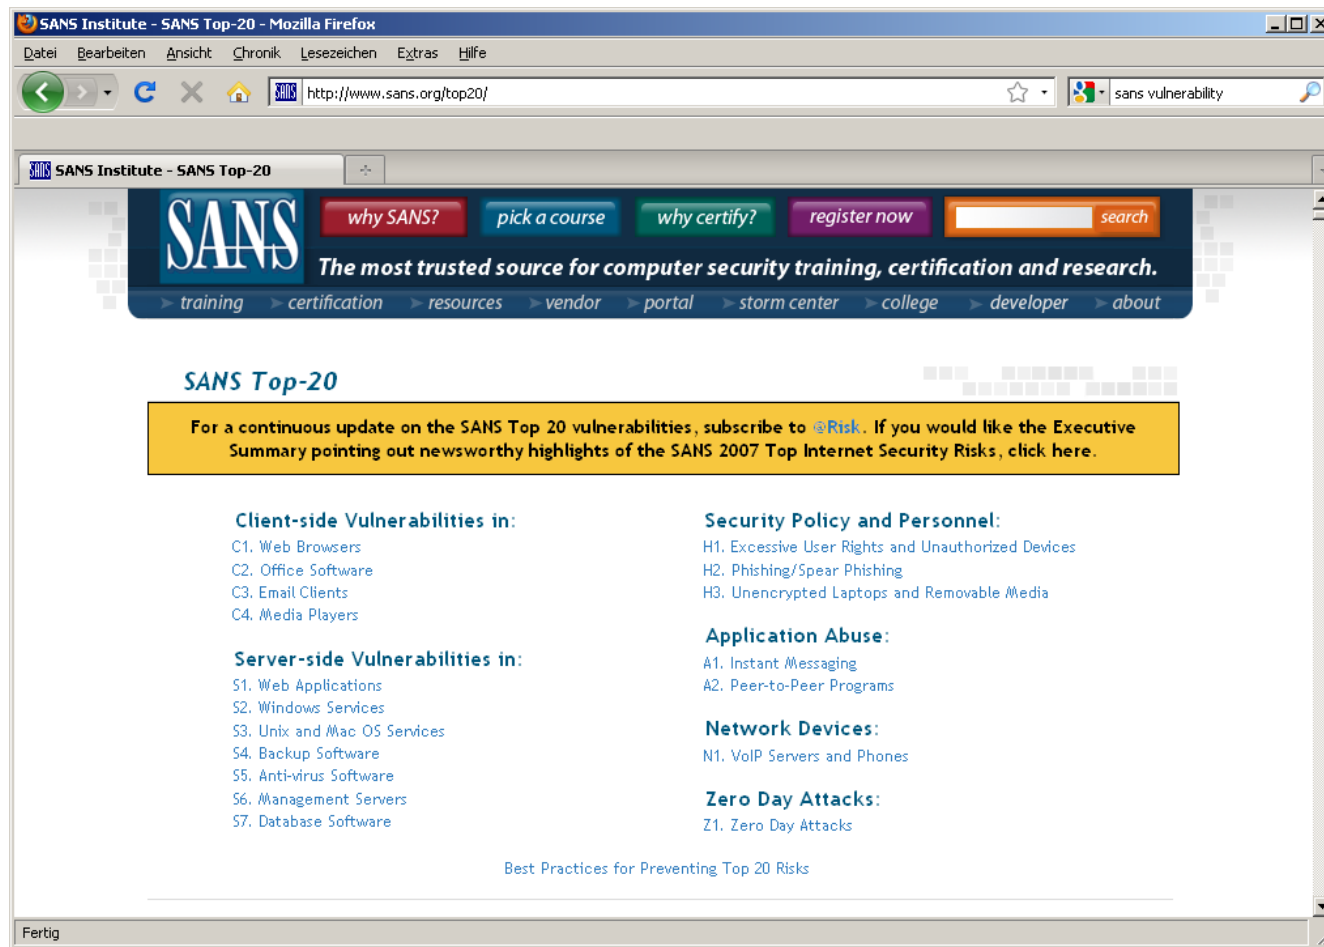 SANS Institute - SANS Top-20 - Mozilla Firefox
Datei Bearbeiten Ansicht Chronik Lesezeichen Extras Hilfe
SANS http://www.sans.org/top20/ sans vulnerability
SANS SANS Institute - SANS Top-20
SANS
why SANS? pick a course why certify? register now search
The most trusted source for computer security training, certification and research.
training certification resources vendor portal storm center college developer about
SANS Top-20
For a continuous update on the SANS Top 20 vulnerabilities, subscribe to @Risk. If you would like the Executive
Summary pointing out newsworthy highlights of the SANS 2007 Top Internet Security Risks, click here.
Client-side Vulnerabilities in:
C1. Web Browsers
C2. Office Software
C3. Email Clients
C4. Media Players
Server-side Vulnerabilities in:
S1. Web Applications
S2. Windows Services
S3. Unix and Mac OS Services
S4. Backup Software
S5. Anti-virus Software
S6. Management Servers
S7. Database Software
Security Policy and Personnel:
H1. Excessive User Rights and Unauthorized Devices
H2. Phishing/Spear Phishing
H3. Unencrypted Laptops and Removable Media
Application Abuse:
A1. Instant Messaging
A2. Peer-to-Peer Programs
Network Devices:
N1. VoIP Servers and Phones
Zero Day Attacks:
Z1. Zero Day Attacks
Best Practices for Preventing Top 20 Risks
Fertig